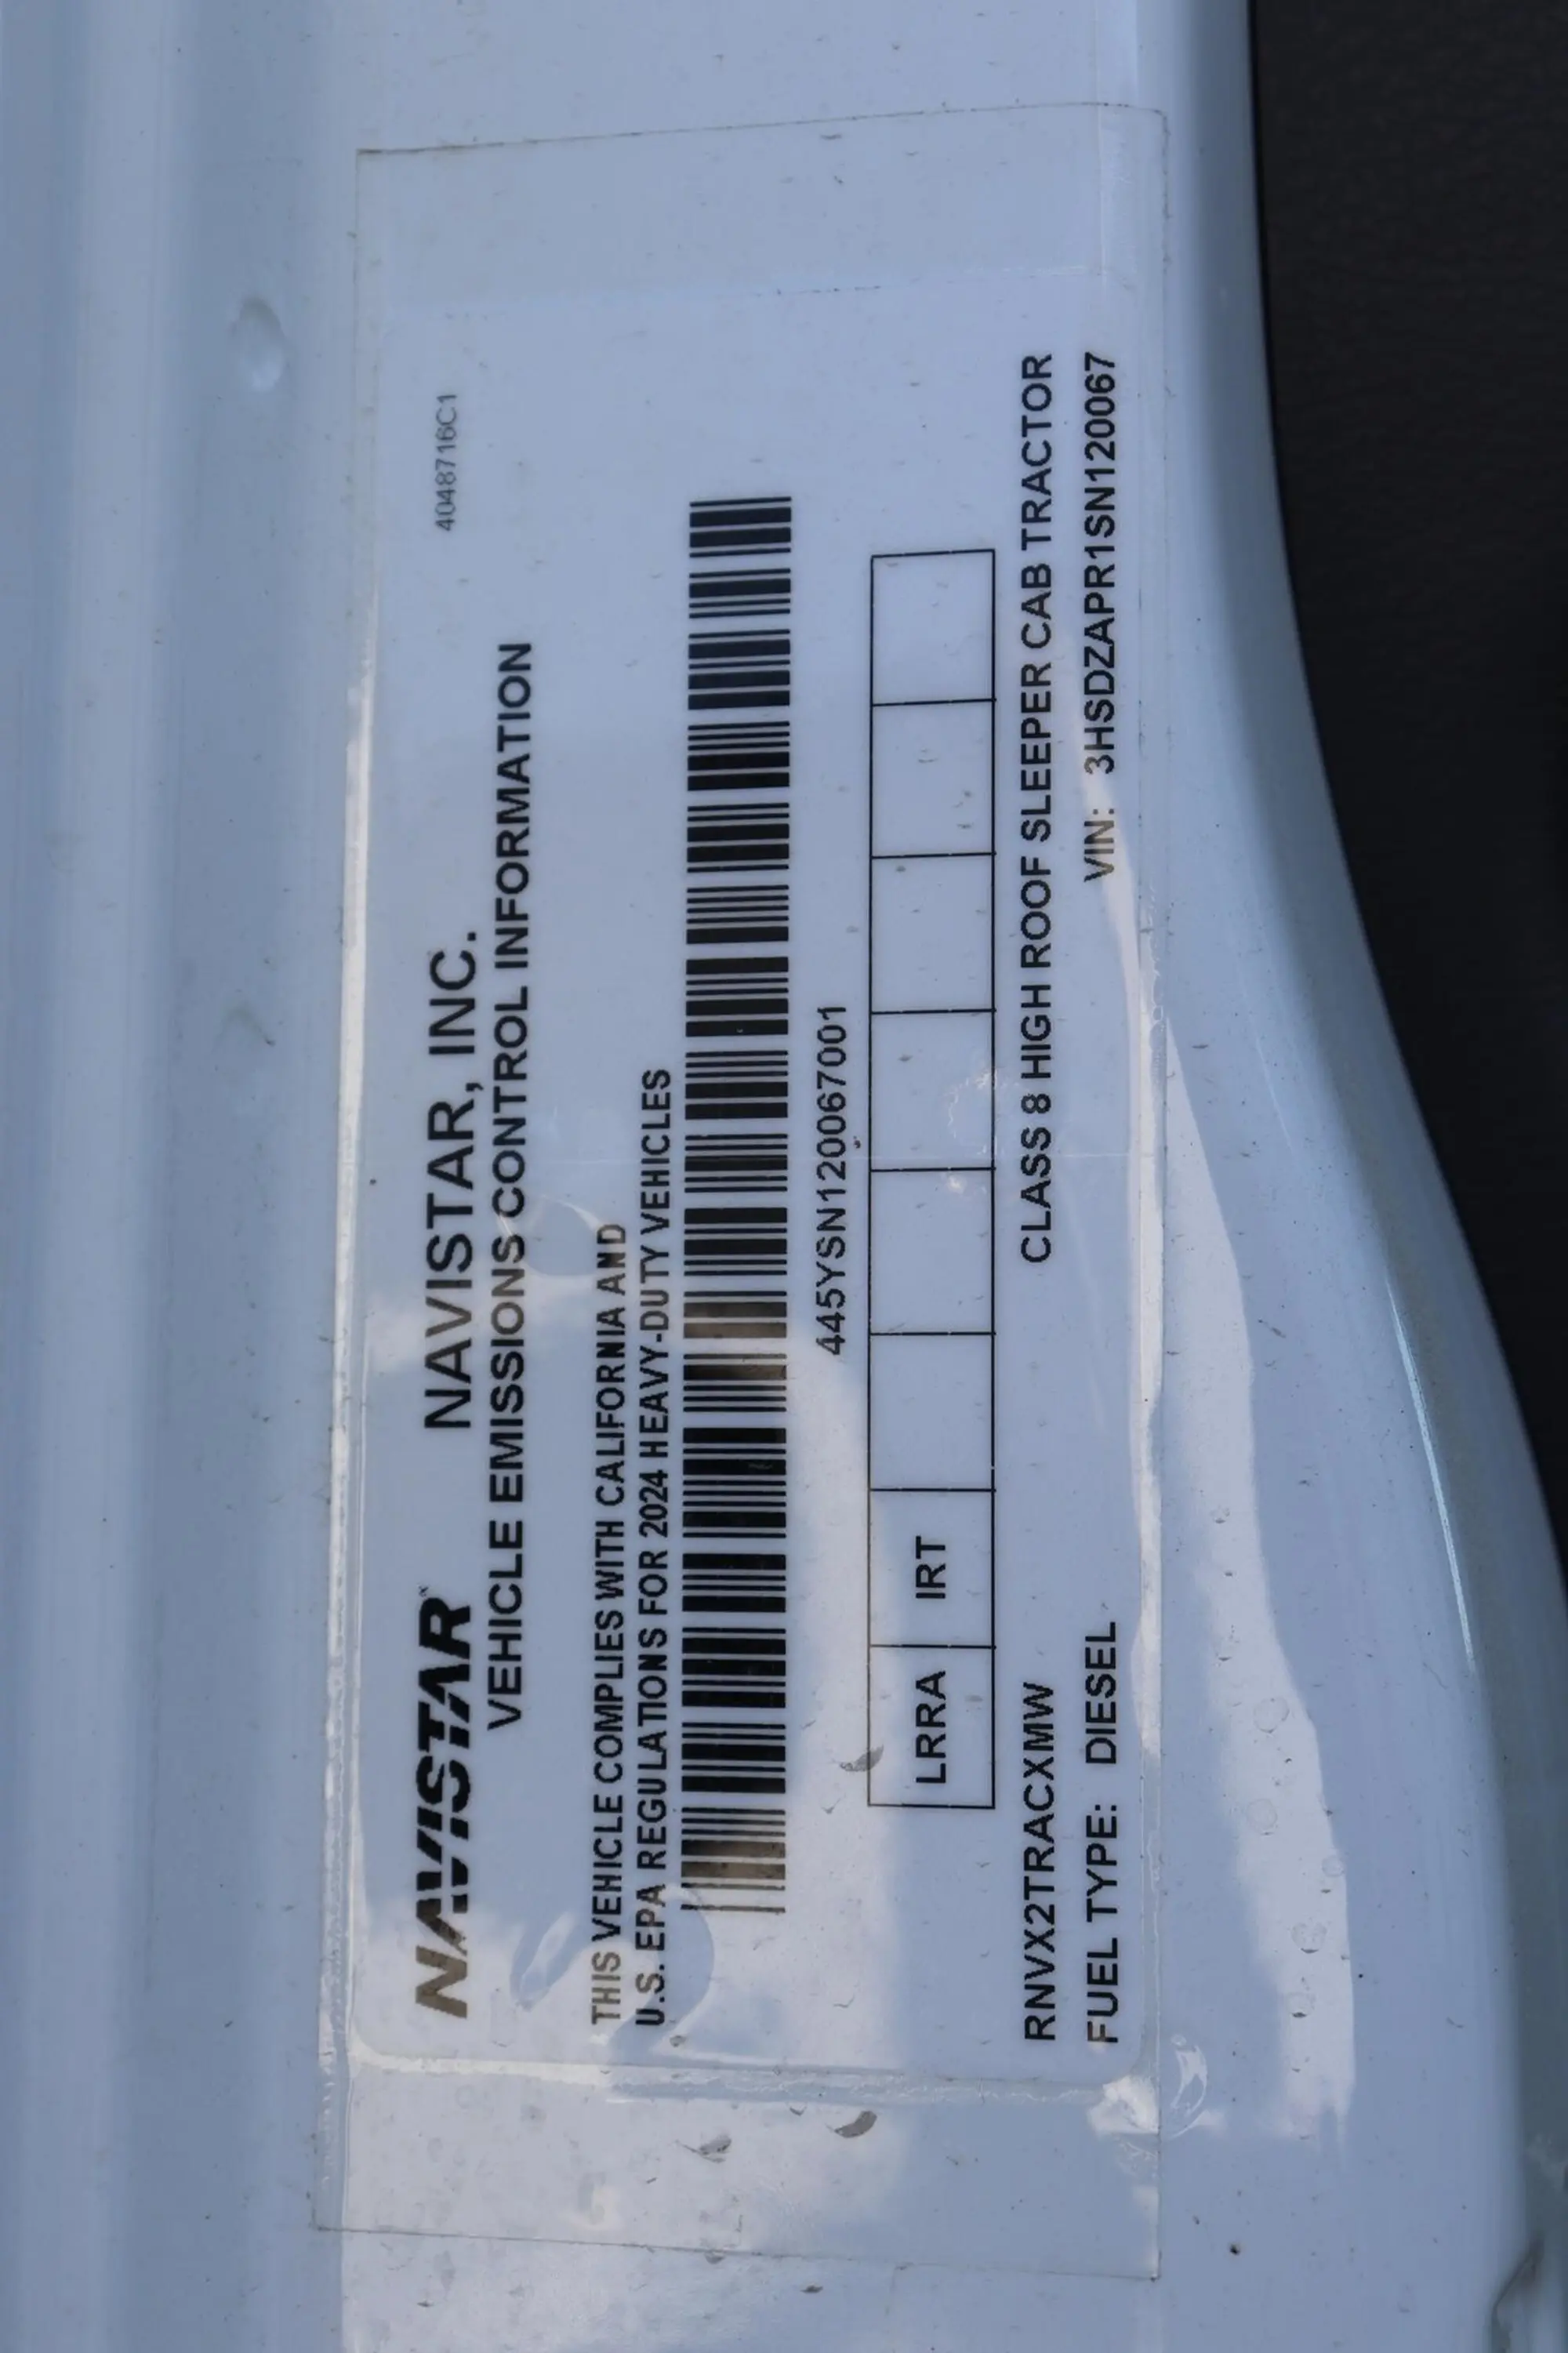 NAVISTAR
NAVISTAR, INC.
4048716C1
VEHICLE EMISSIONS CONTROL INFORMATION
THIS VEHICLE COMPLIES WITH CALIFORNIA AND
U.S. EPA REGULATIONS FOR 2024 HEAVY-DUTY VEHICLES
445YSN120067001
LRRA IRT
RNVX2TRACXMW CLASS 8 HIGH ROOF SLEEPER CAB TRACTOR
FUEL TYPE: DIESEL VIN: 3HSDZAPR1SN120067